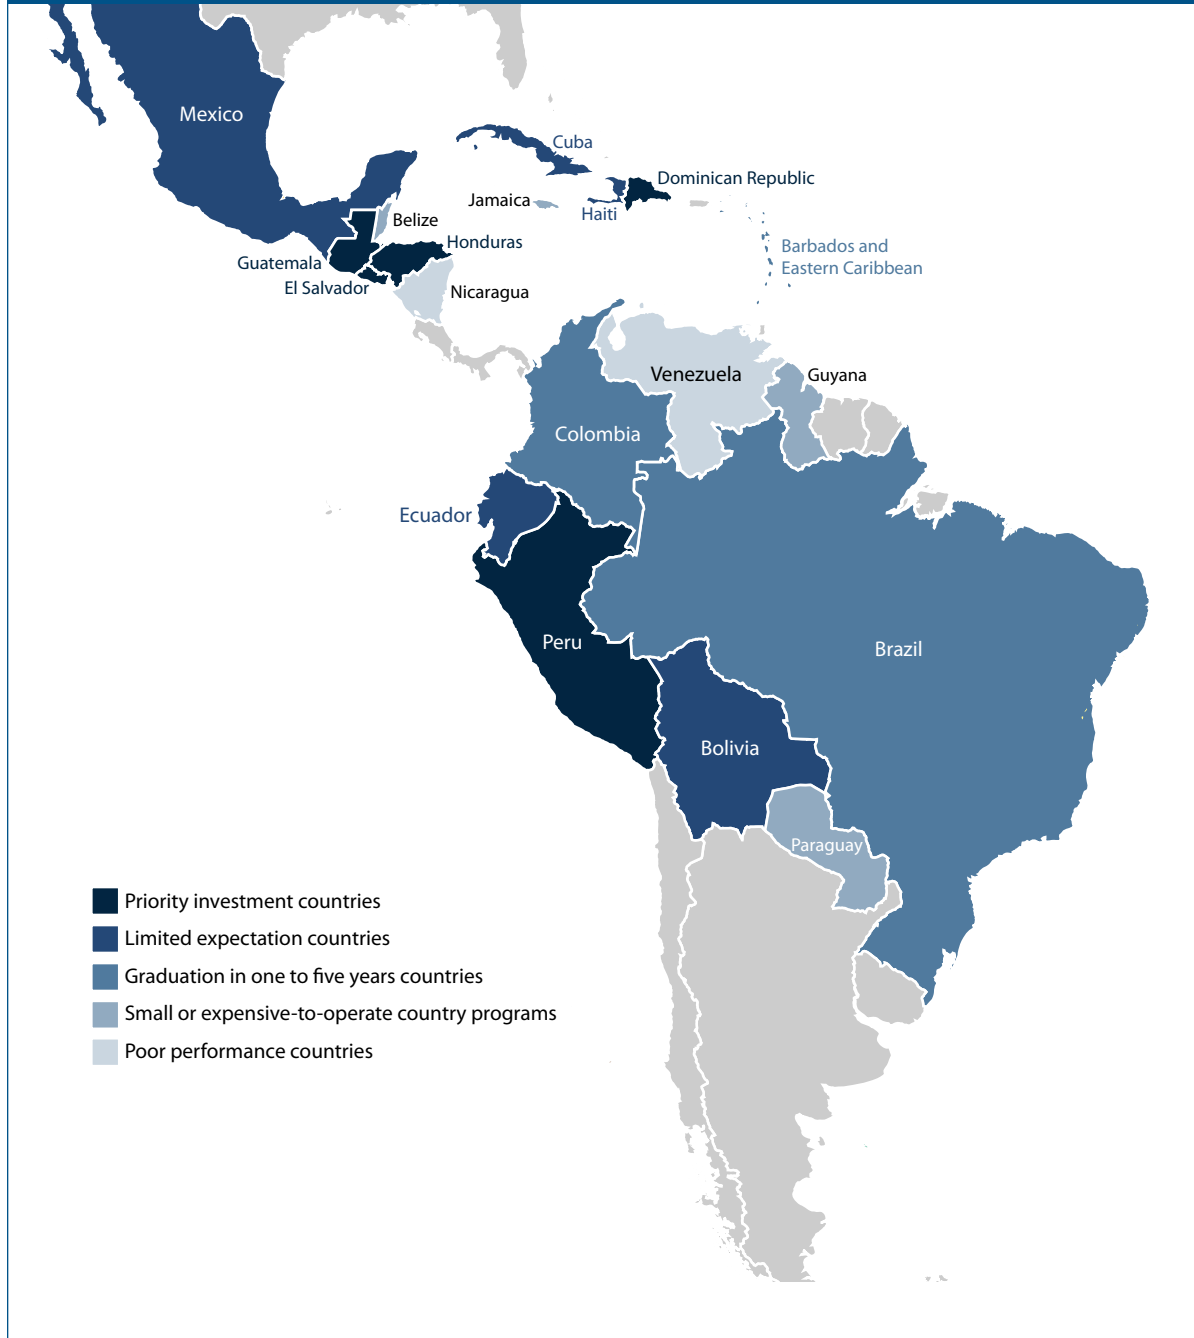 Mexico
Cuba
Dominican Republic
Jamaica
Haiti
Belize
Honduras
Barbados and
Eastern Caribbean
Guatemala
El Salvador
Nicaragua
Venezuela
Guyana
Colombia
Ecuador
Peru
Brazil
Bolivia
Paraguay
Priority investment countries
Limited expectation countries
Graduation in one to five years countries
Small or expensive-to-operate country programs
Poor performance countries